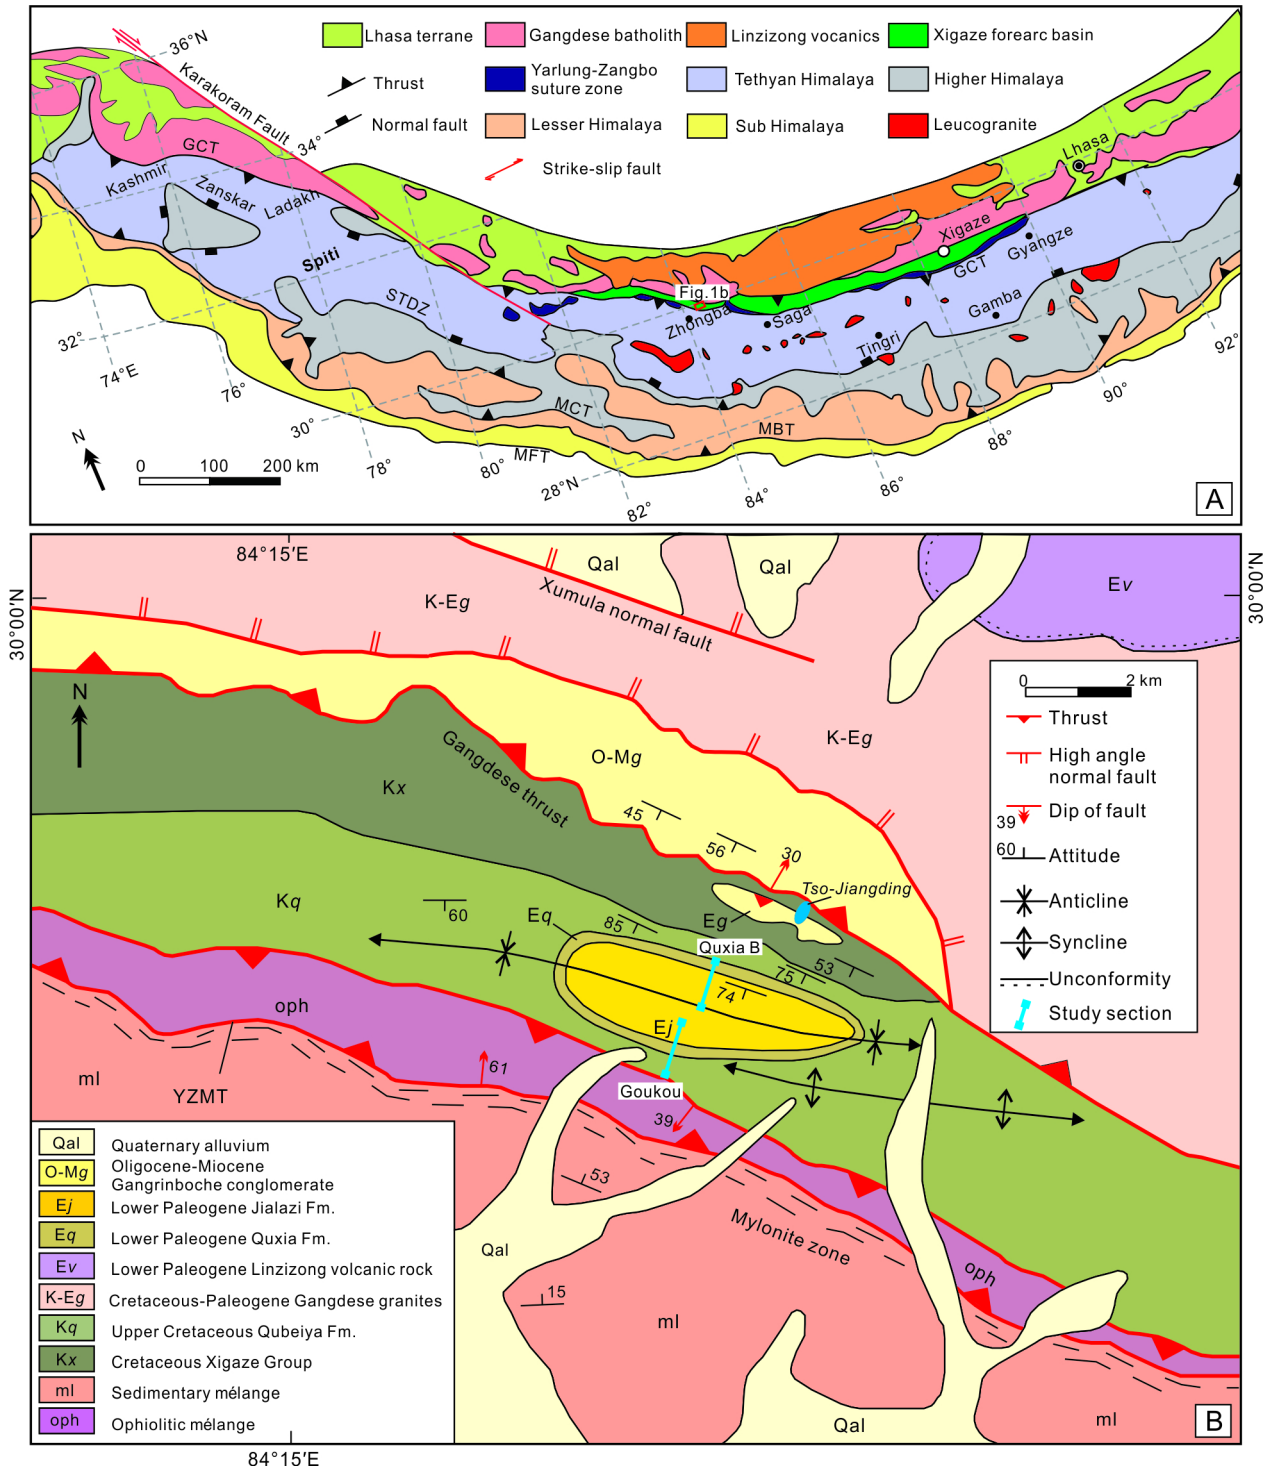 36°N
Lhasa terrane
Gangdese batholith
Linzizong vocanics
Xigaze forearc basin
Karakoram Fault
Thrust
Yarlung-Zangbo
suture zone
Tethyan Himalaya
Higher Himalaya
Normal fault
Lesser Himalaya
Sub Himalaya
Leucogranite
Strike-slip fault
34°
GCT
Kashmir
Zanskar
Ladakh
Lhasa
Spiti
Xigaze
Gyangze
GCT
STDZ
Fig.1b
Zhongba
Saga
Gamba
Tingri
32°
74°E
76°
30°
MCT
MBT
MFT
78°
80°
28°N
82°
84°
86°
88°
90°
92°
N
0 100 200 km
A
84°15′E
30°00′N
30°00′N
Qal
Qal
Ev
K-Eg
Xumula normal fault
N
O-Mg
K-Eg
Kx
Gangdese thrust
45
56
30
Tso-Jiangding
Kq
60
Eq
85
Eg
Quxia B
53
75
74
Ej
oph
ml
61
Goukou
39
YZMT
53
Mylonite zone
Qal
oph
15
ml
Qal
ml
B
0 2 km
Thrust
High angle
normal fault
39
Dip of fault
60
Attitude
Anticline
Syncline
Unconformity
Study section
Qal Quaternary alluvium
O-Mg Oligocene-Miocene
Gangrinboche conglomerate
Ej Lower Paleogene Jialazi Fm.
Eq Lower Paleogene Quxia Fm.
Ev Lower Paleogene Linzizong volcanic rock
K-Eg Cretaceous-Paleogene Gangdese granites
Kq Upper Cretaceous Qubeiya Fm.
Kx Cretaceous Xigaze Group
ml Sedimentary mélange
oph Ophiolitic mélange
84°15′E